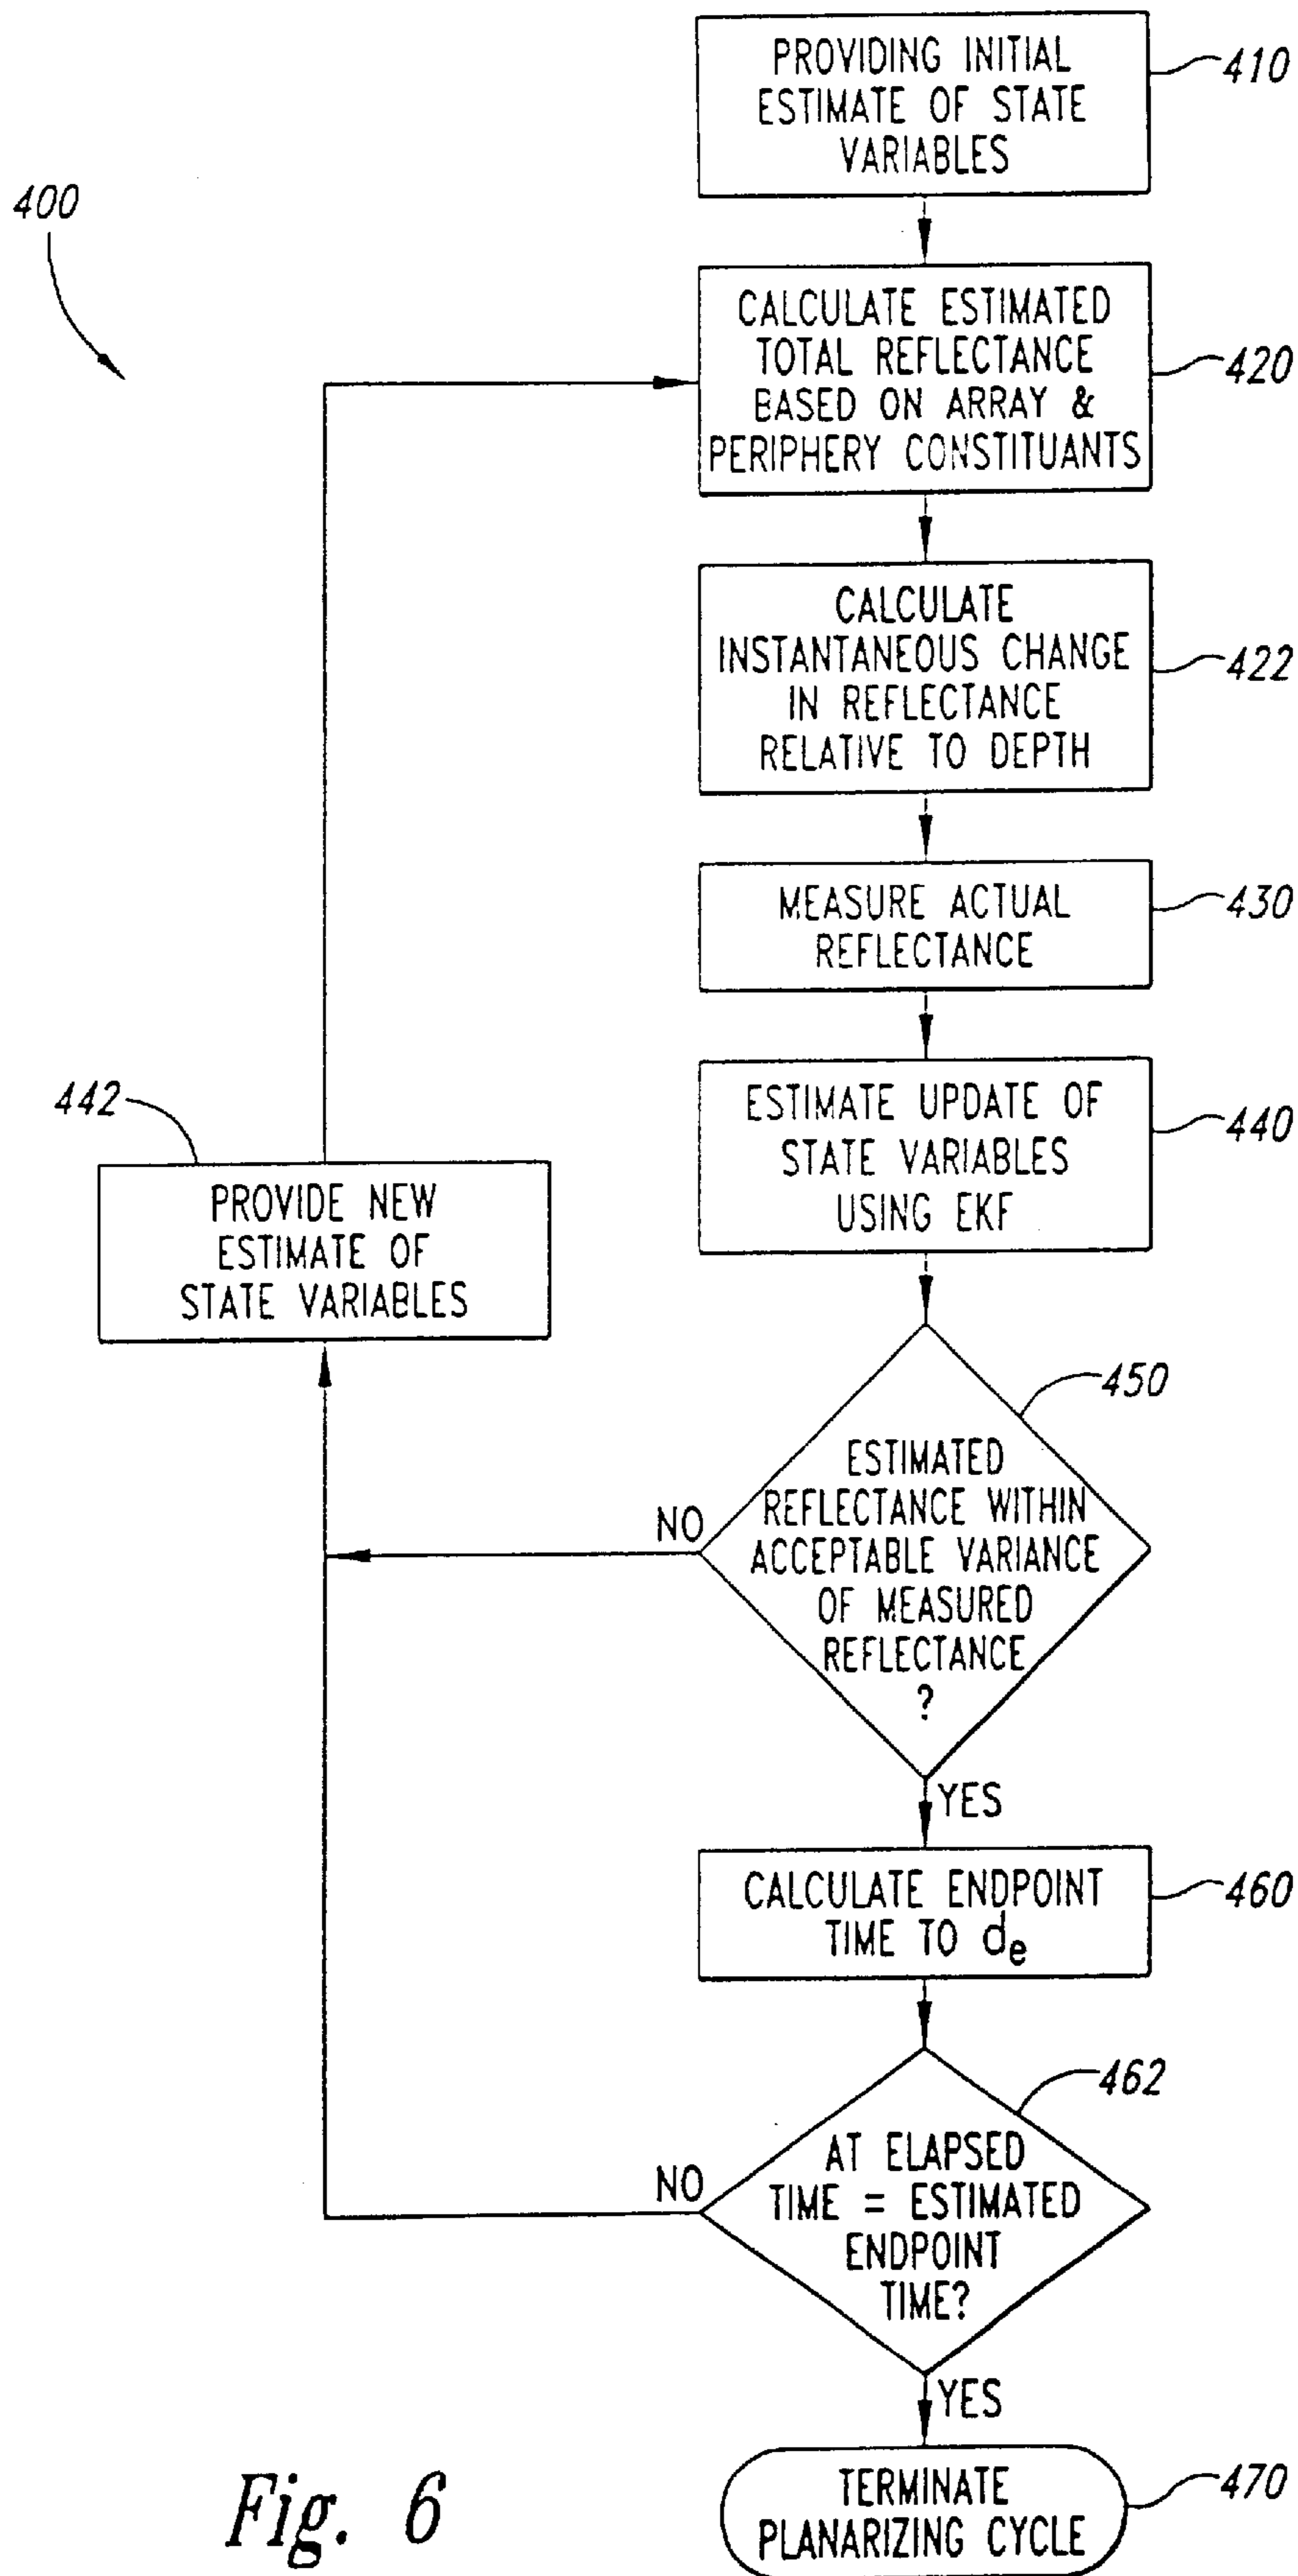 PROVIDING INITIAL
ESTIMATE OF STATE
VARIABLES
410
400
CALCULATE ESTIMATED
TOTAL REFLECTANCE
BASED ON ARRAY &
PERIPHERY CONSTITUANTS
420
CALCULATE
INSTANTANEOUS CHANGE
IN REFLECTANCE
RELATIVE TO DEPTH
422
MEASURE ACTUAL
REFLECTANCE
430
ESTIMATE UPDATE OF
STATE VARIABLES
USING EKF
440
442
PROVIDE NEW
ESTIMATE OF
STATE VARIABLES
450
ESTIMATED
REFLECTANCE WITHIN
ACCEPTABLE VARIANCE
OF MEASURED
REFLECTANCE
?
NO
YES
CALCULATE ENDPOINT
TIME TO de
460
462
AT ELAPSED
TIME = ESTIMATED
ENDPOINT
TIME?
NO
YES
TERMINATE
PLANARIZING CYCLE
470
Fig. 6